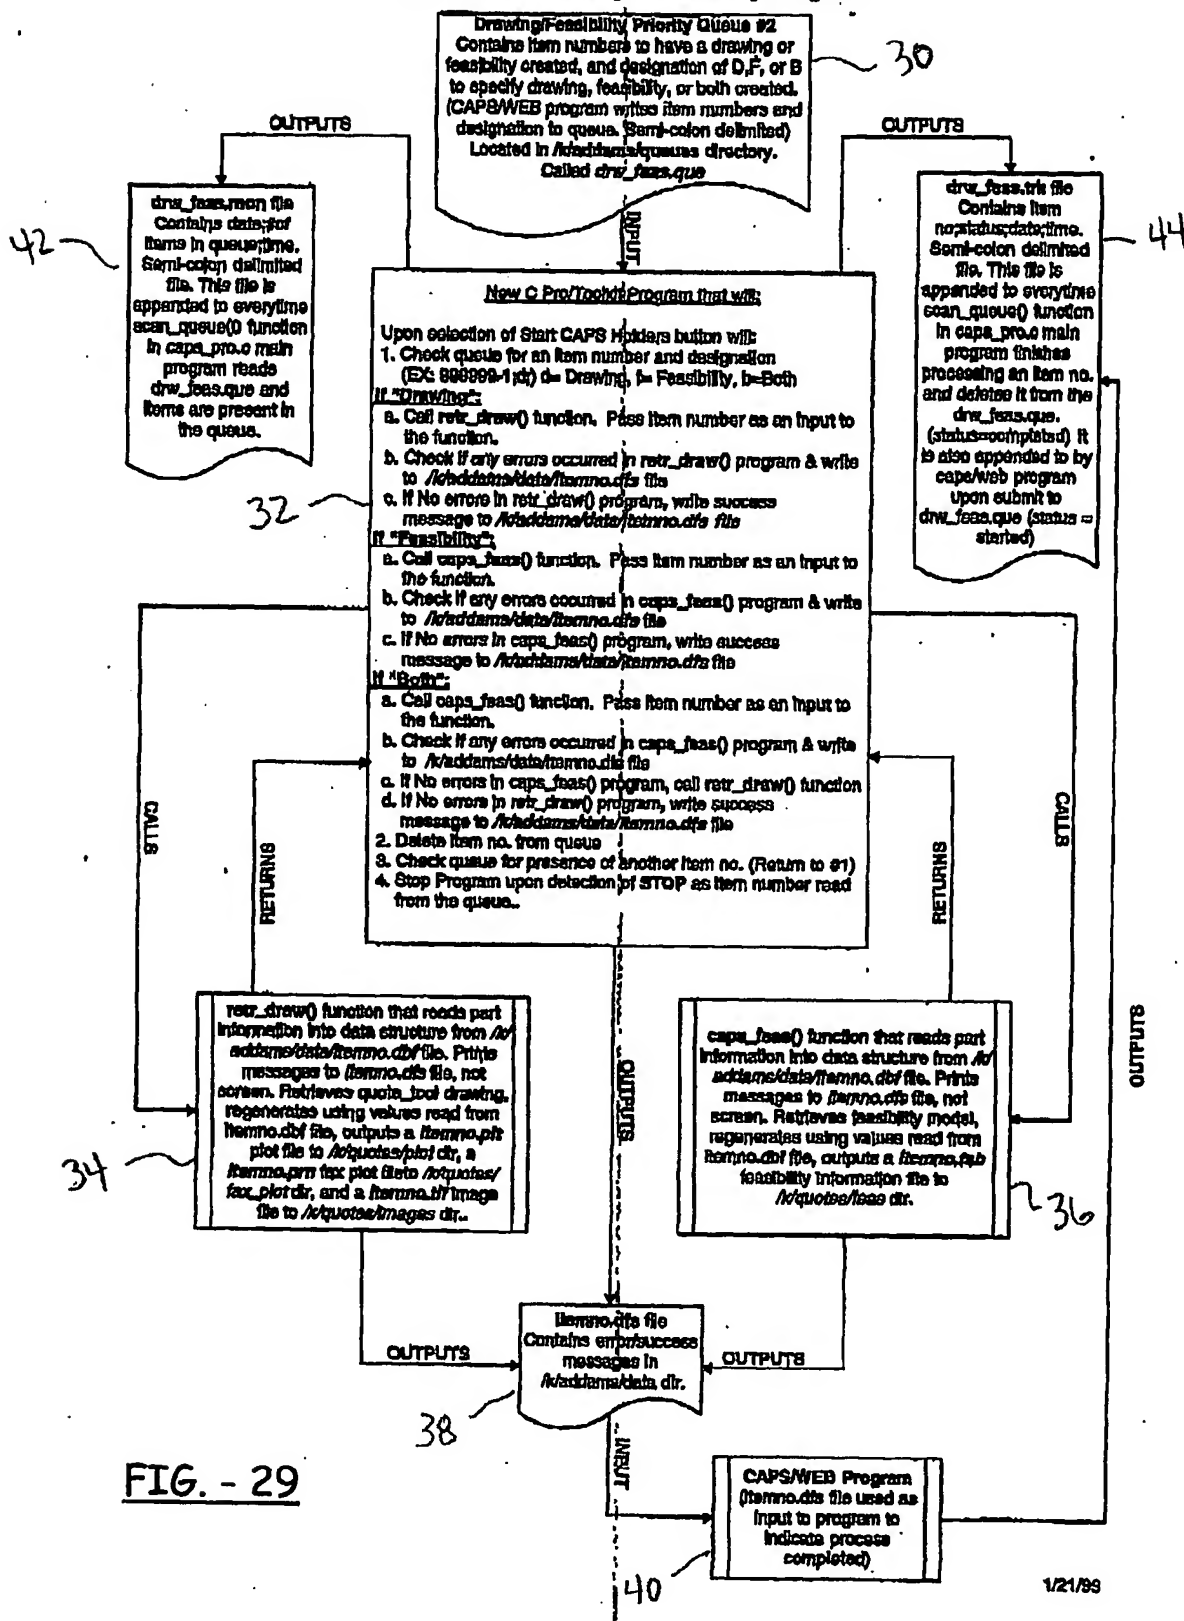 Drawing/Feasibility Priority Queue #2
Contains item numbers to have a drawing or
feasibility created, and designation of D,F, or B
to specify drawing, feasibility, or both created.
(CAPS/WEB program writes item numbers and
designation to queue. Semi-colon delimited)
Located in /k/addams/queues directory.
Called drw_feas.que
30
OUTPUTS
OUTPUTS
INPUT
drw_feas.mon file
Contains date;#of
items in queue;time.
Semi-colon delimited
file. This file is
appended to everytime
scan_queue(0 function
in caps_pro.c main
program reads
drw_feas.que and
items are present in
the queue.
42
drw_feas.trk file
Contains item
no;status;date;time.
Semi-colon delimited
file. This file is
appended to everytime
scan_queue() function
in caps_pro.c main
program finishes
processing an item no.
and deletes it from the
drw_feas.que.
(status=completed) It
is also appended to by
caps/web program
upon submit to
drw_feas.que (status =
started)
44
New C Pro/Toolkit Program that will:
Upon selection of Start CAPS Holders button will:
1. Check queue for an item number and designation
(EX: 999999-1;d;) d= Drawing, f= Feasibility, b=Both
If "Drawing":
a. Call retr_draw() function. Pass item number as an input to
the function.
b. Check if any errors occurred in retr_draw() program & write
to /k/addams/data/itemno.dfs file
c. If No errors in retr_draw() program, write success
message to /k/addams/data/itemno.dfs file
If "Feasibility":
a. Call caps_feas() function. Pass item number as an input to
the function.
b. Check if any errors occurred in caps_feas() program & write
to /k/addams/data/itemno.dfs file
c. If No errors in caps_feas() program, write success
message to /k/addams/data/itemno.dfs file
If "Both":
a. Call caps_feas() function. Pass item number as an input to
the function.
b. Check if any errors occurred in caps_feas() program & write
to /k/addams/data/itemno.dfs file
c. If No errors in caps_feas() program, call retr_draw() function
d. If No errors in retr_draw() program, write success
message to /k/addams/data/itemno.dfs file
2. Delete item no. from queue
3. Check queue for presence of another item no. (Return to #1)
4. Stop Program upon detection of STOP as item number read
from the queue..
32
CALLS
RETURNS
RETURNS
CALLS
OUTPUTS
OUTPUTS
retr_draw() function that reads part
information into data structure from /k/
addams/data/itemno.dbf file. Prints
messages to itemno.dfs file, not
screen. Retrieves quote_tool drawing,
regenerates using values read from
itemno.dbf file, outputs a itemno.plt
plot file to /k/quotes/plot dir, a
itemno.prn fax plot fileto /k/quotes/
fax_plot dir, and a itemno.tif image
file to /k/quotes/images dir..
34
caps_feas() function that reads part
information into data structure from /k/
addams/data/itemno.dbf file. Prints
messages to itemno.dfs file, not
screen. Retrieves feasibility model,
regenerates using values read from
itemno.dbf file, outputs a itemno.fab
feasibility information file to
/k/quotes/feas dir.
36
itemno.dfs file
Contains error/success
messages in
/k/addams/data dir.
OUTPUTS
OUTPUTS
38
INPUT
CAPS/WEB Program
(itemno.dfs file used as
input to program to
indicate process
completed)
40
FIG. - 29
1/21/99